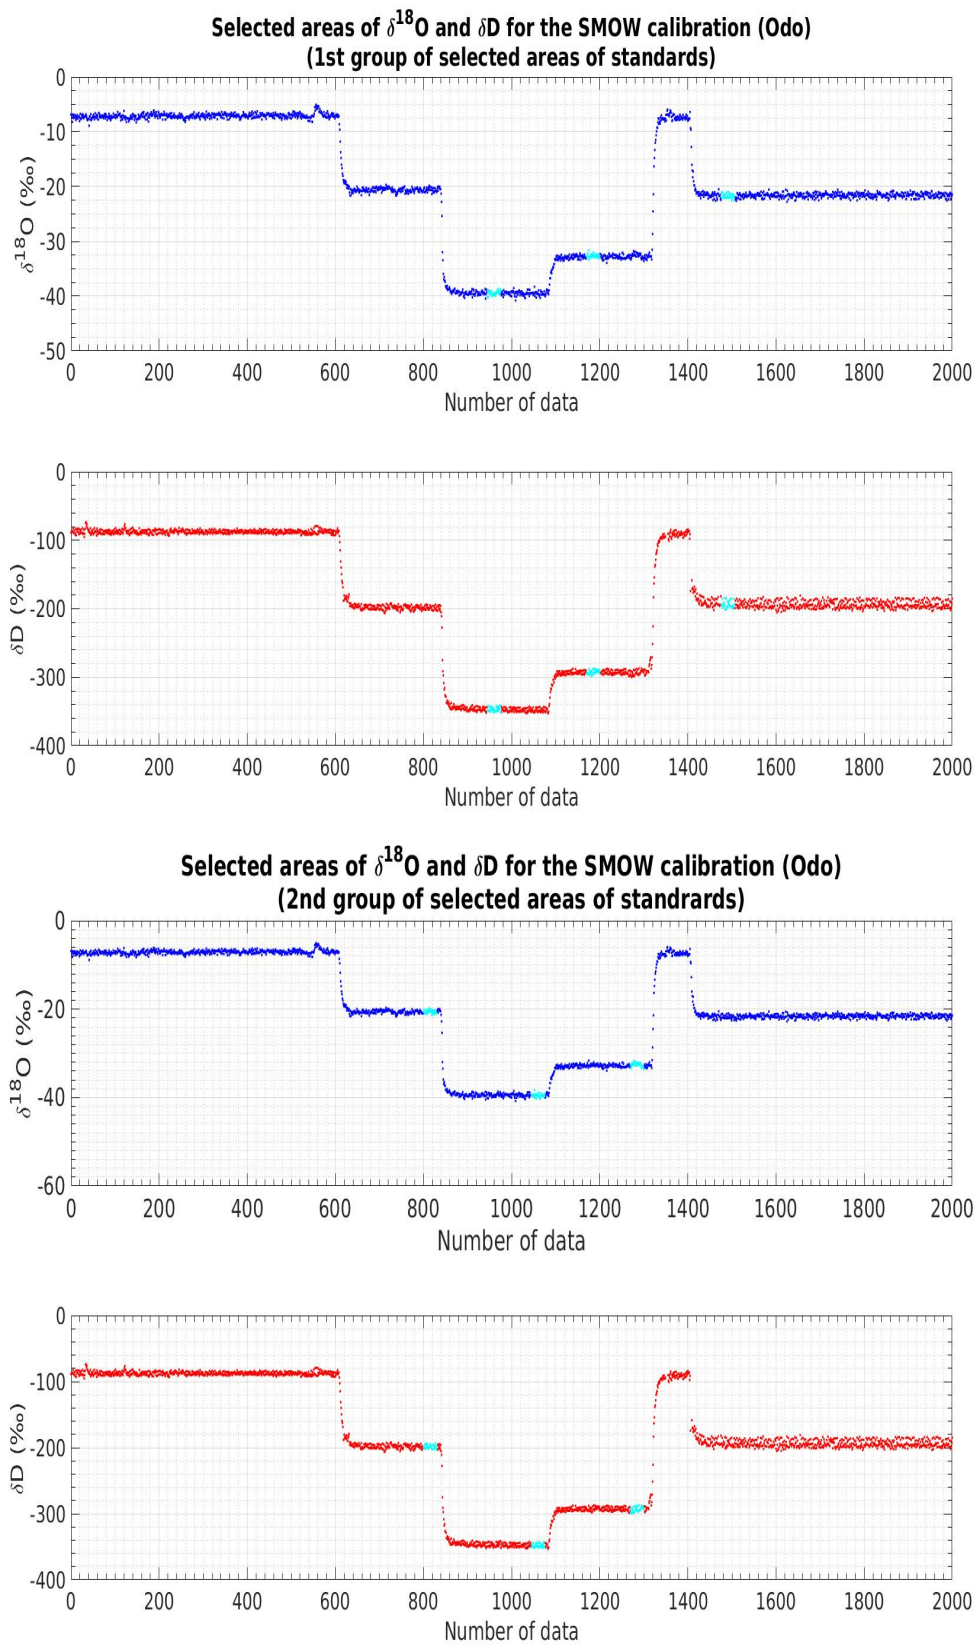 Selected areas of δ18O and δD for the SMOW calibration (Odo)
(1st group of selected areas of standards)
0
-10
-20
-30
-40
-50
δ18O (‰)
0 200 400 600 800 1000 1200 1400 1600 1800 2000
Number of data
0
-100
-200
-300
-400
δD (‰)
0 200 400 600 800 1000 1200 1400 1600 1800 2000
Number of data
Selected areas of δ18O and δD for the SMOW calibration (Odo)
(2nd group of selected areas of standrards)
0
-20
-40
-60
δ18O (‰)
0 200 400 600 800 1000 1200 1400 1600 1800 2000
Number of data
0
-100
-200
-300
-400
δD (‰)
0 200 400 600 800 1000 1200 1400 1600 1800 2000
Number of data